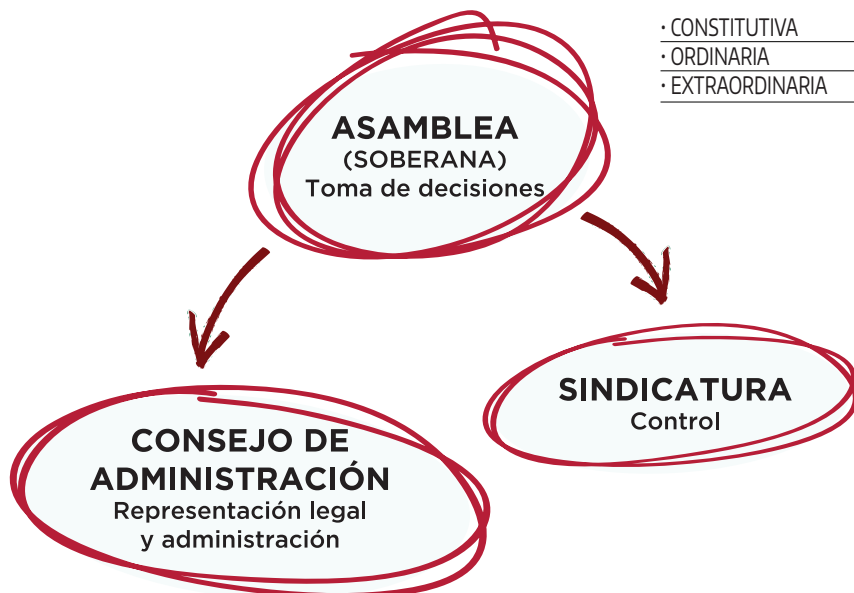 · CONSTITUTIVA
· ORDINARIA
· EXTRAORDINARIA
ASAMBLEA
(SOBERANA)
Toma de decisiones
SINDICATURA
Control
CONSEJO DE
ADMINISTRACIÓN
Representación legal
y administración